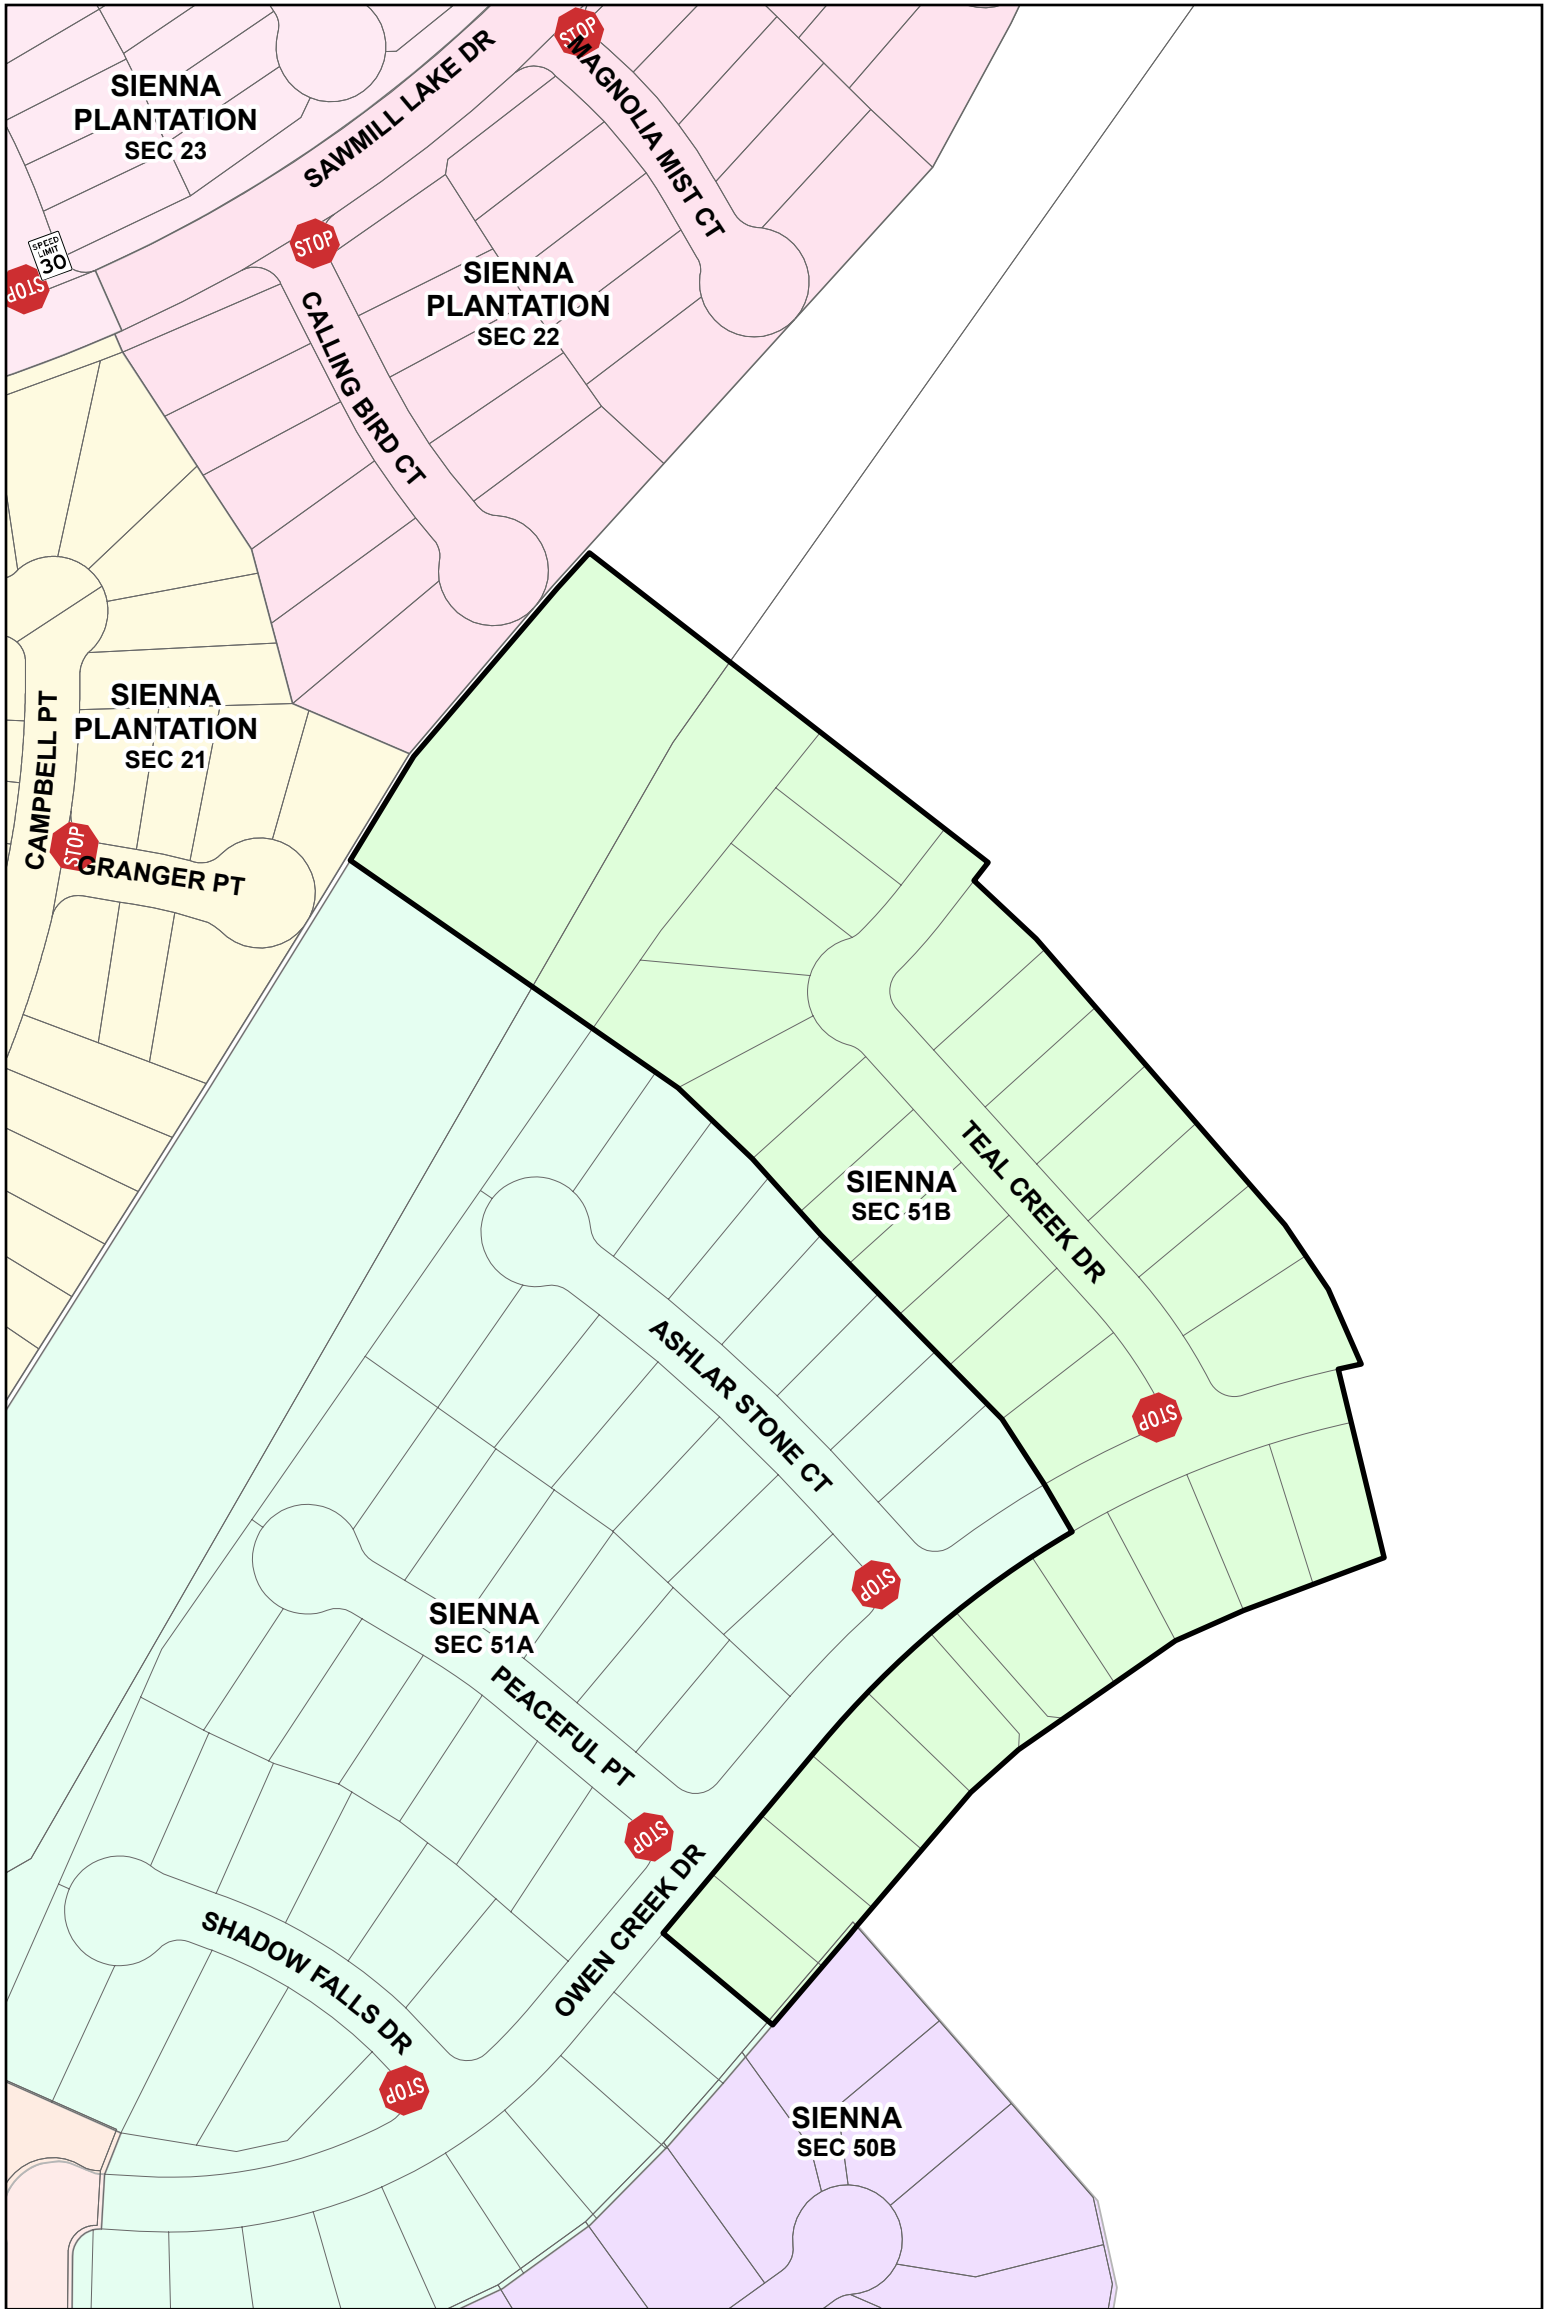 STOP
MAGNOLIA MIST CT
SAWMILL LAKE DR
SIENNA
PLANTATION
SEC 23
STOP
SPEED
LIMIT
30
STOP
SIENNA
PLANTATION
SEC 22
CALLING BIRD CT
SIENNA
PLANTATION
SEC 21
CAMPBELL PT
STOP
GRANGER PT
TEAL CREEK DR
SIENNA
SEC 51B
ASHLAR STONE CT
STOP
STOP
SIENNA
SEC 51A
PEACEFUL PT
STOP
OWEN CREEK DR
SHADOW FALLS DR
STOP
SIENNA
SEC 50B